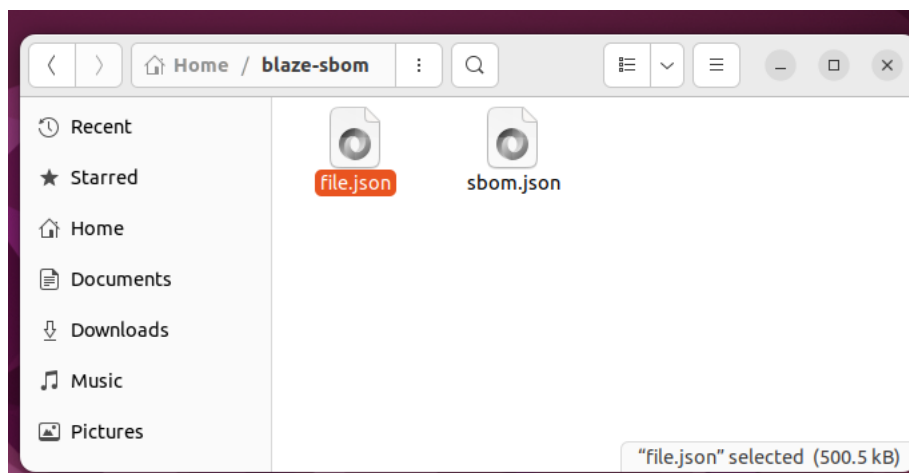 Home / blaze-sbom
Recent
Starred
Home
Documents
Downloads
Music
Pictures
file.json
sbom.json
“file.json” selected (500.5 kB)